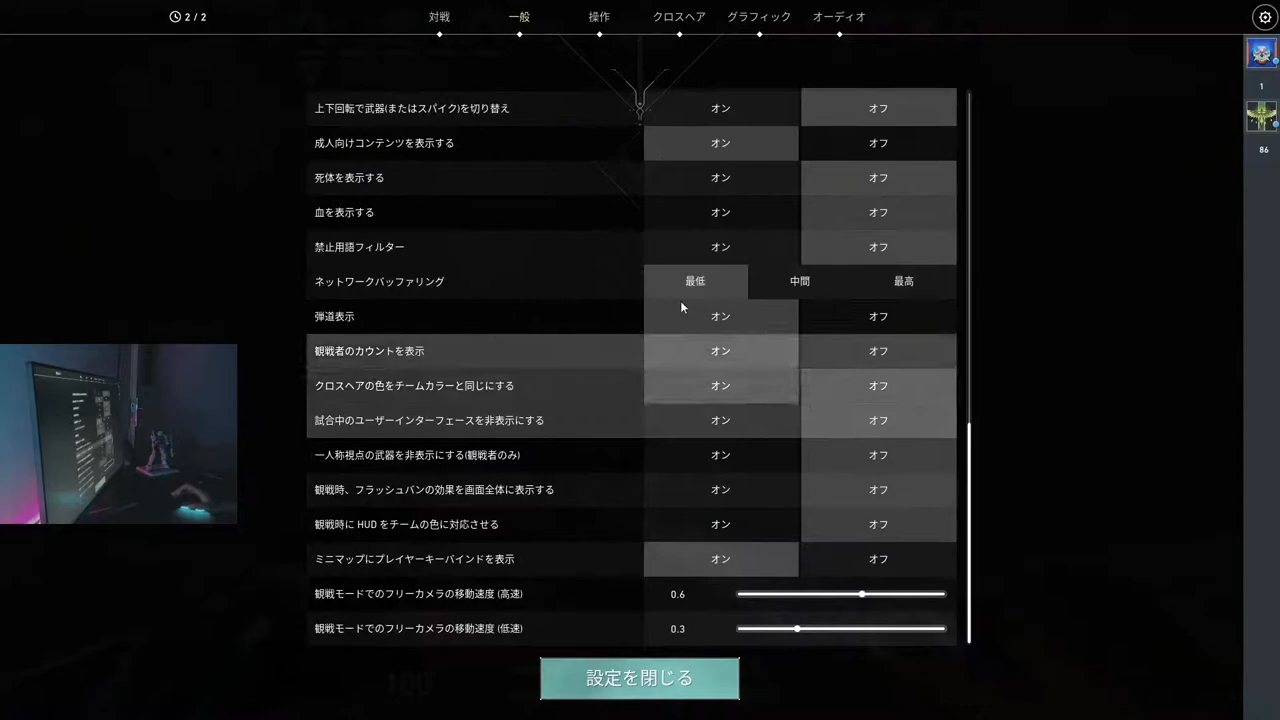 2 / 2
対戦 一般 操作 クロスヘア グラフィック オーディオ
上下回転で武器(またはスパイク)を切り替え オン オフ
成人向けコンテンツを表示する オン オフ
死体を表示する オン オフ
血を表示する オン オフ
禁止用語フィルター オン オフ
ネットワークバッファリング 最低 中間 最高
弾道表示 オン オフ
観戦者のカウントを表示 オン オフ
クロスヘアの色をチームカラーと同じにする オン オフ
試合中のユーザーインターフェースを非表示にする オン オフ
一人称視点の武器を非表示にする(観戦者のみ) オン オフ
観戦時、フラッシュバンの効果を画面全体に表示する オン オフ
観戦時に HUD をチームの色に対応させる オン オフ
ミニマップにプレイヤーキーバインドを表示 オン オフ
観戦モードでのフリーカメラの移動速度 (高速) 0.6
観戦モードでのフリーカメラの移動速度 (低速) 0.3
設定を閉じる
100
1
86